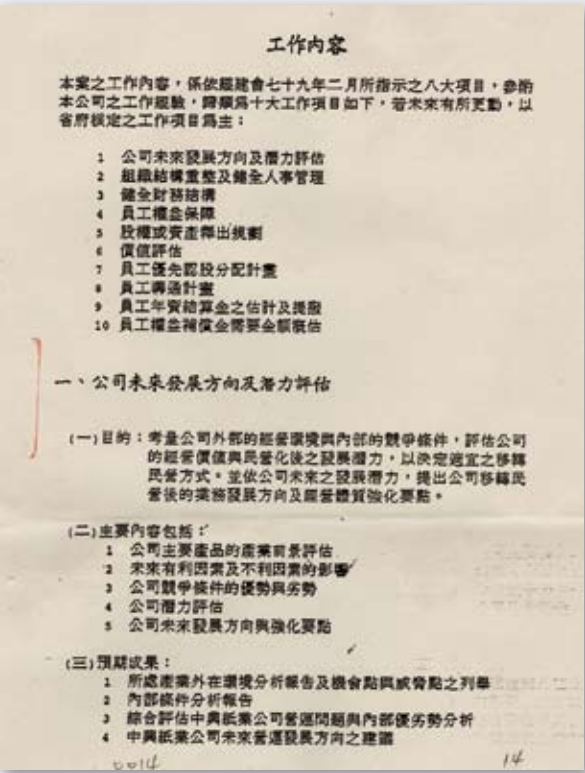 工作內容
本案之工作內容,係依經建會七十九年二月所指示之八大項目,參酌
本公司之工作經驗,歸類為十大工作項目如下,若未來有所更動,以
省府核定之工作項目為主:
1 公司未來發展方向及潛力評估
2 組織結構重整及健全人事管理
3 健全財務結構
4 員工權益保障
5 股權或資產釋出規劃
6 價值評估
7 員工優先認股分配計畫
8 員工溝通計畫
9 員工年資結算金之估計及提撥
10 員工權益補償金需要金額概估
一、公司未來發展方向及潛力評估
(一)目的:考量公司外部的經營環境與內部的競爭條件,評估公司
的經營價值與民營化後之發展潛力,以決定適宜之移轉
民營方式。並依公司未來之發展潛力,提出公司移轉民
營後的業務發展方向及經營體質強化要點。
(二)主要內容包括:
1 公司主要產品的產業前景評估
2 未來有利因素及不利因素的影響
3 公司競爭條件的優勢與劣勢
4 公司潛力評估
5 公司未來發展方向與強化要點
(三)預期成果:
1 所處產業外在環境分析報告及機會點與威脅點之列舉
2 內部條件分析報告
3 綜合評估中興紙業公司營運問題與內部優劣勢分析
4 中興紙業公司未來營運發展方向之建議
0014
14